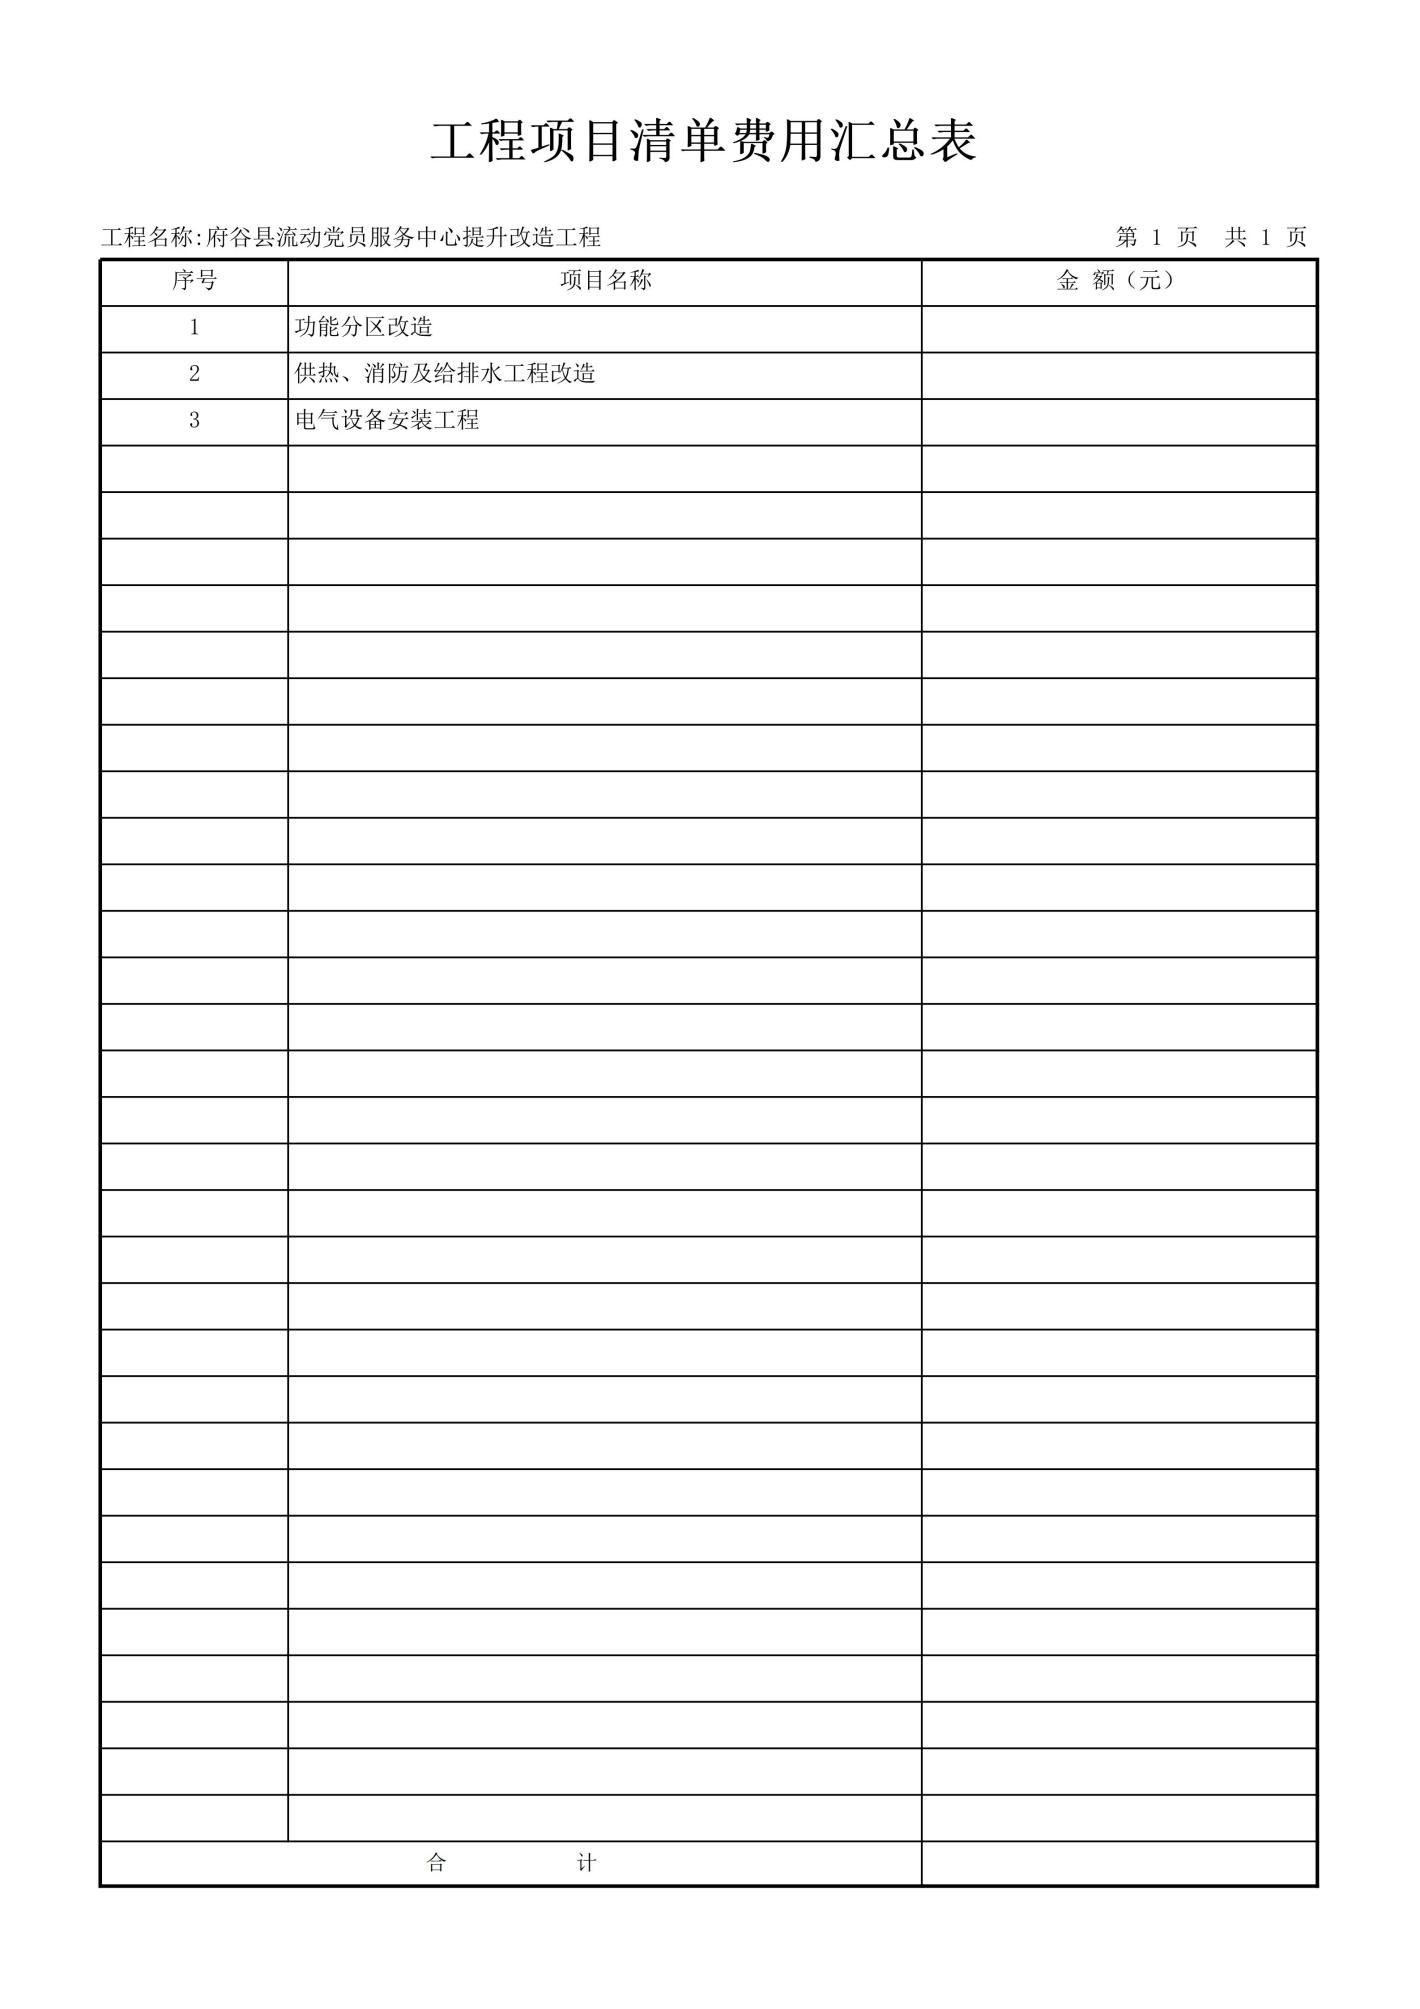 工程项目清单费用汇总表
工程名称:府谷县流动党员服务中心提升改造工程 第 1 页 共 1 页
序号 项目名称 金 额（元）
1 功能分区改造
2 供热、消防及给排水工程改造
3 电气设备安装工程
合 计